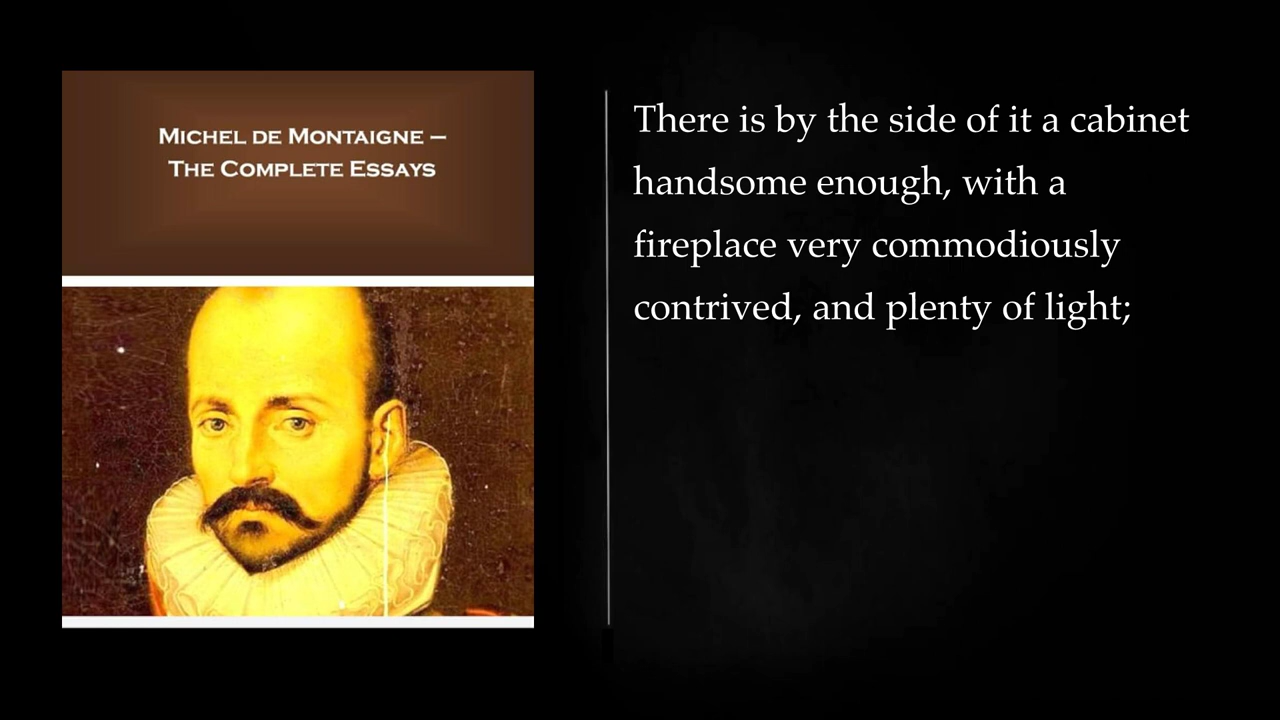 MICHEL DE MONTAIGNE –
THE COMPLETE ESSAYS
There is by the side of it a cabinet
handsome enough, with a
fireplace very commodiously
contrived, and plenty of light;